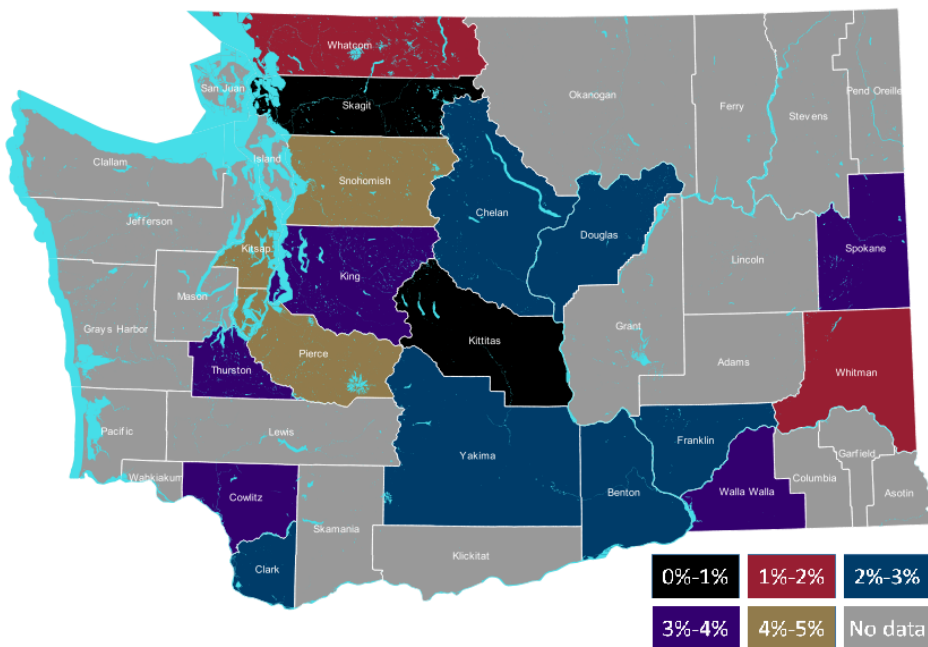 Whatcom
San Juan
Skagit
Okanogan
Ferry
Stevens
Pend Oreille
Clallam
Island
Snohomish
Jefferson
Chelan
Douglas
Kitsap
King
Lincoln
Spokane
Mason
Grays Harbor
Kittitas
Grant
Pierce
Thurston
Adams
Whitman
Pacific
Lewis
Yakima
Franklin
Garfield
Wahkiakum
Columbia
Cowlitz
Benton
Walla Walla
Asotin
Skamania
Klickitat
Clark
0%-1% 1%-2% 2%-3%
3%-4% 4%-5% No data